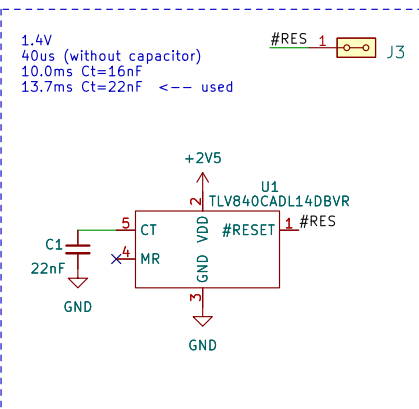 1.4V
40us (without capacitor)
10.0ms Ct=16nF
13.7ms Ct=22nF <-- used
#RES 1 J3
+2V5
U1
TLV840CADL14DBVR
2
VDD
5 CT
#RESET 1 #RES
C1
22nF
4 MR
GND
3
GND
GND